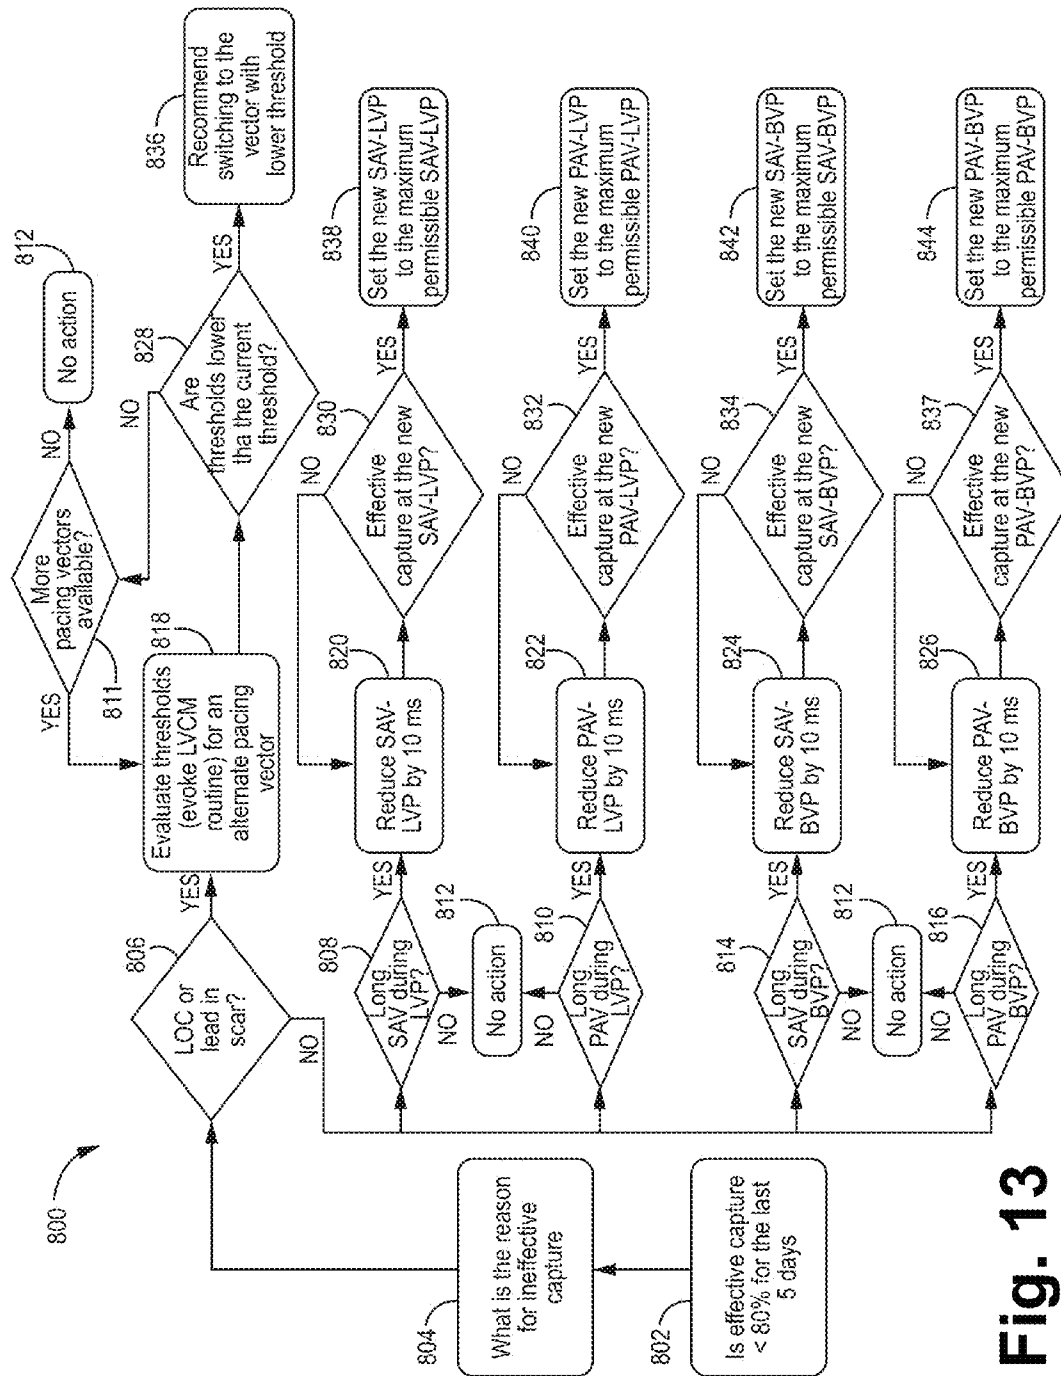 800
802
Is effective capture
< 80% for the last
5 days
804
What is the reason
for ineffective
capture
806
LOC or
lead in
scar?
YES
NO
818
Evaluate thresholds
(evoke LVCM
routine) for an
alternate pacing
vector
811
More
pacing vectors
available?
YES
NO
812
No action
828
Are
thresholds lower
tha the current
threshold?
NO
YES
836
Recommend
switching to the
vector with
lower threshold
808
Long
SAV during
LVP?
YES
NO
820
Reduce SAV-
LVP by 10 ms
830
Effective
capture at the new
SAV-LVP?
NO
YES
838
Set the new SAV-LVP
to the maximum
permissible SAV-LVP
812
No action
810
Long
PAV during
LVP?
NO
YES
822
Reduce PAV-
LVP by 10 ms
832
Effective
capture at the new
PAV-LVP?
NO
YES
840
Set the new PAV-LVP
to the maximum
permissible PAV-LVP
814
Long
SAV during
BVP?
YES
NO
824
Reduce SAV-
BVP by 10 ms
834
Effective
capture at the new
SAV-BVP?
NO
YES
842
Set the new SAV-BVP
to the maximum
permissible SAV-BVP
812
No action
816
Long
PAV during
BVP?
NO
YES
826
Reduce PAV-
BVP by 10 ms
837
Effective
capture at the new
PAV-BVP?
NO
YES
844
Set the new PAV-BVP
to the maximum
permissible PAV-BVP
Fig. 13